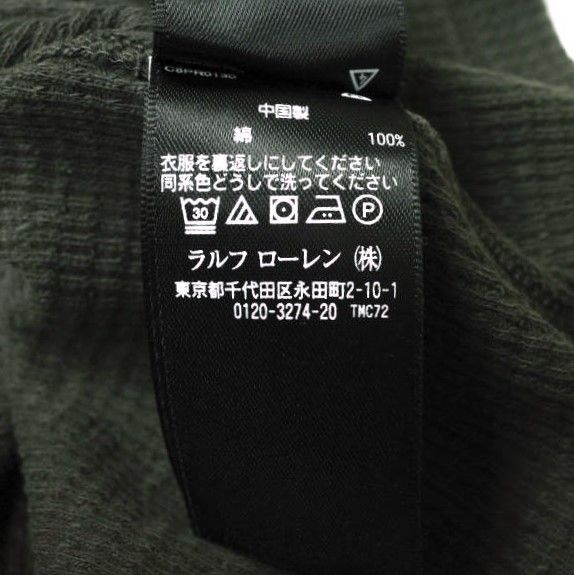 C8PR0130
中国製
綿 100%
衣服を裏返しにしてください
同系色どうしで洗ってください
30 P
ラルフ ローレン ㈱
東京都千代田区永田町2-10-1
0120-3274-20 TMC72